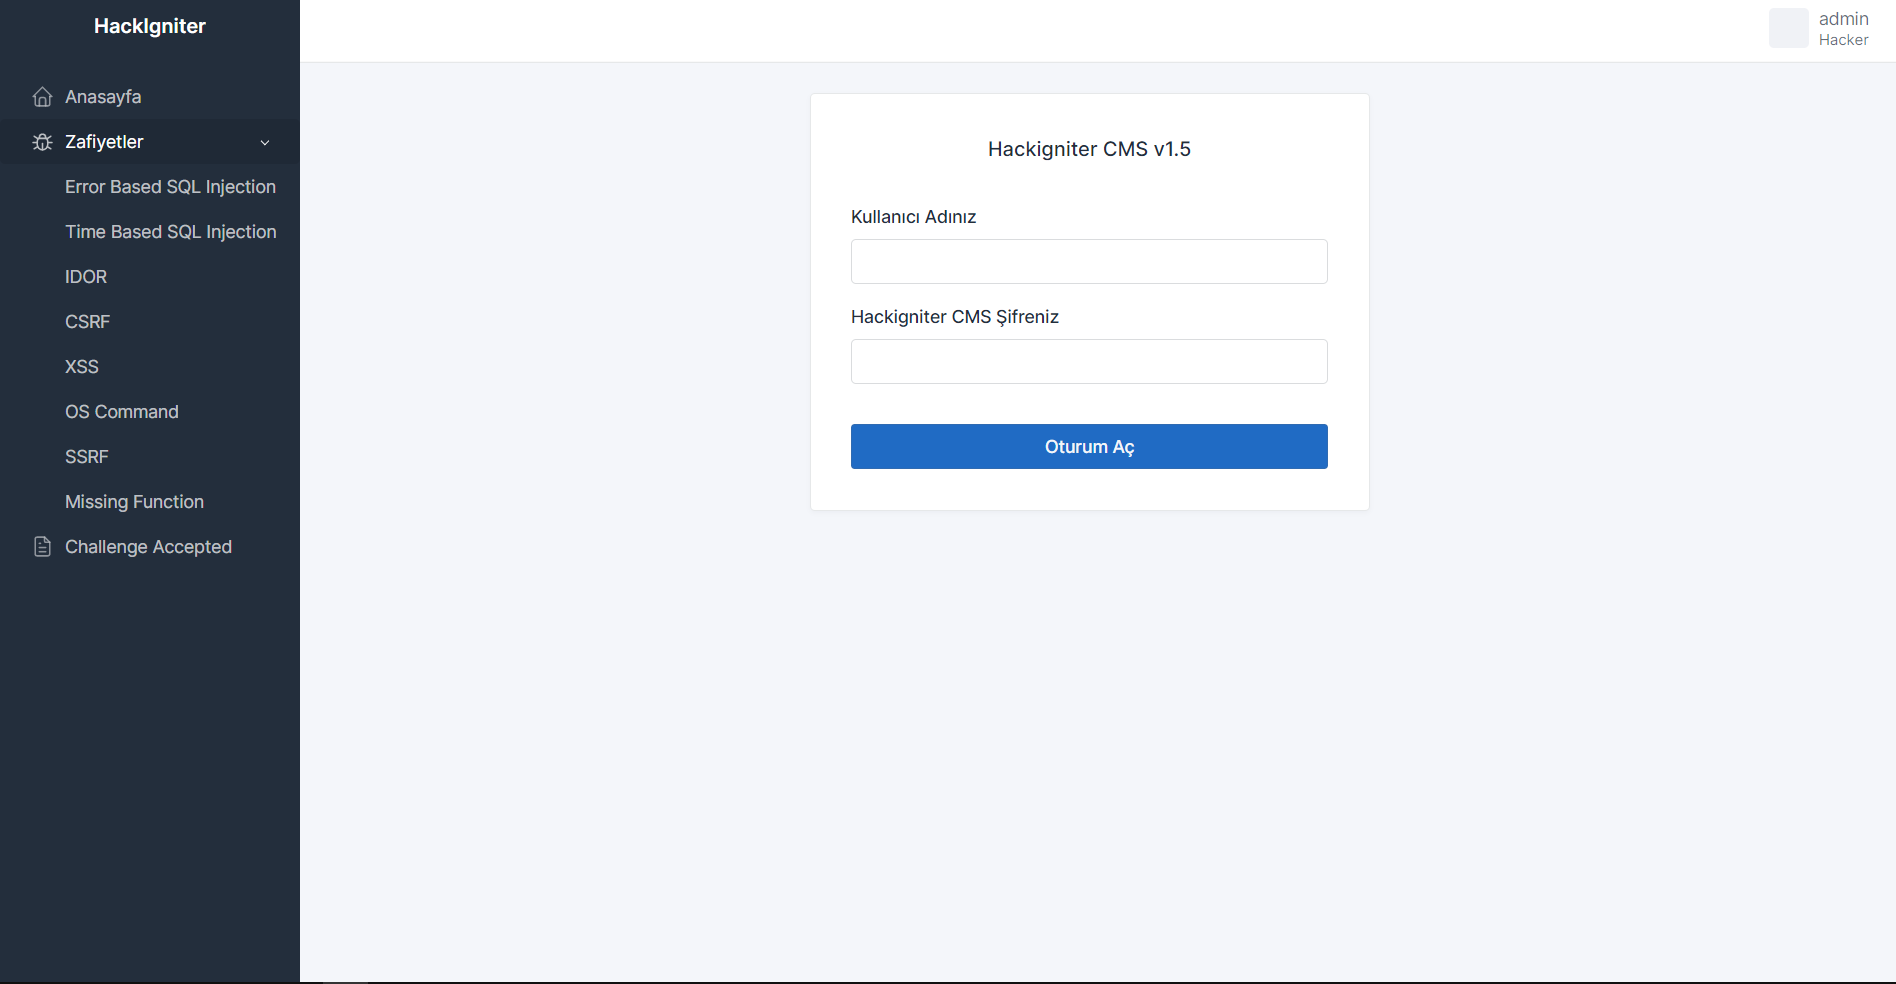 HackIgniter
Anasayfa
Zafiyetler
Error Based SQL Injection
Time Based SQL Injection
IDOR
CSRF
XSS
OS Command
SSRF
Missing Function
Challenge Accepted
admin
Hacker
Hackigniter CMS v1.5
Kullanıcı Adınız
Hackigniter CMS Şifreniz
Oturum Aç